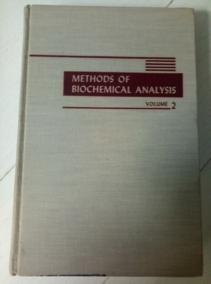 METHODS OF
BIOCHEMICAL ANALYSIS
VOLUME 2